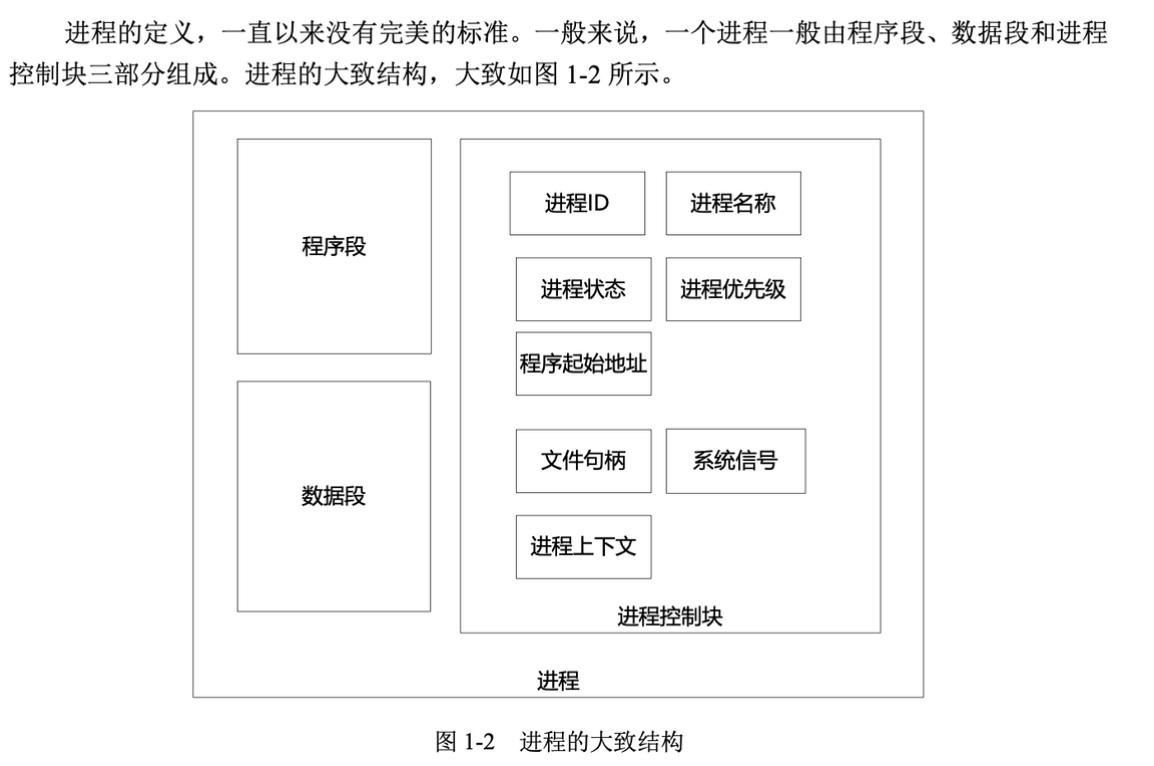 进程的定义，一直以来没有完美的标准。一般来说，一个进程一般由程序段、数据段和进程
控制块三部分组成。进程的大致结构，大致如图 1-2 所示。
程序段
数据段
进程ID
进程名称
进程状态
进程优先级
程序起始地址
文件句柄
系统信号
进程上下文
进程控制块
进程
图 1-2 进程的大致结构